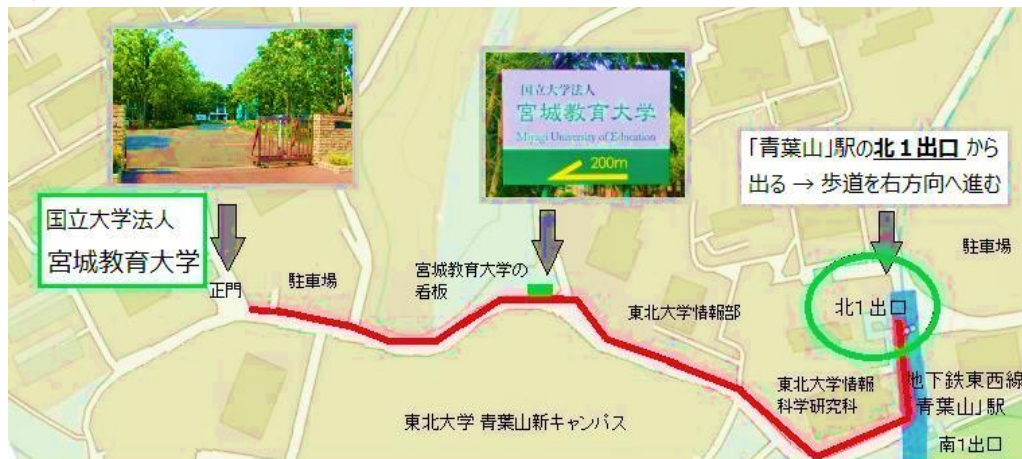 国立大学法人
宮城教育大学
Miyagi University of Education
200m
「青葉山」駅の北1出口から
出る → 歩道を右方向へ進む
国立大学法人
宮城教育大学
正門
駐車場
宮城教育大学の
看板
東北大学情報部
駐車場
北1出口
東北大学情報
科学研究科
地下鉄東西線
「青葉山」駅
南1出口
東北大学 青葉山新キャンパス